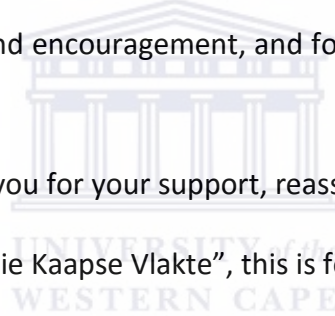 nd encouragement, and fo
you for your support, reass
ie Kaapse Vlakte”, this is f
UNIVERSITY of the
WESTERN CAPE